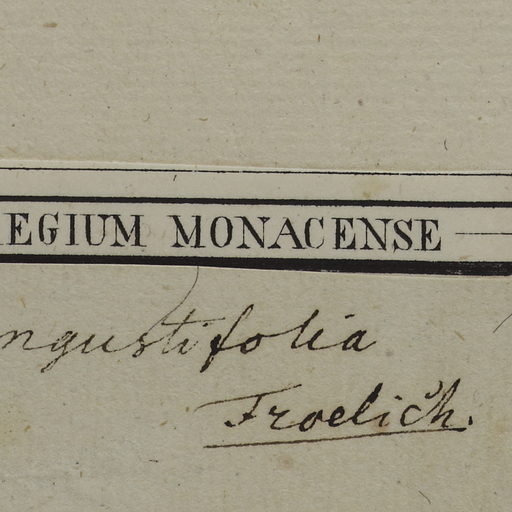 EGIUM MONACENSE
ngustifolia
Froelich.